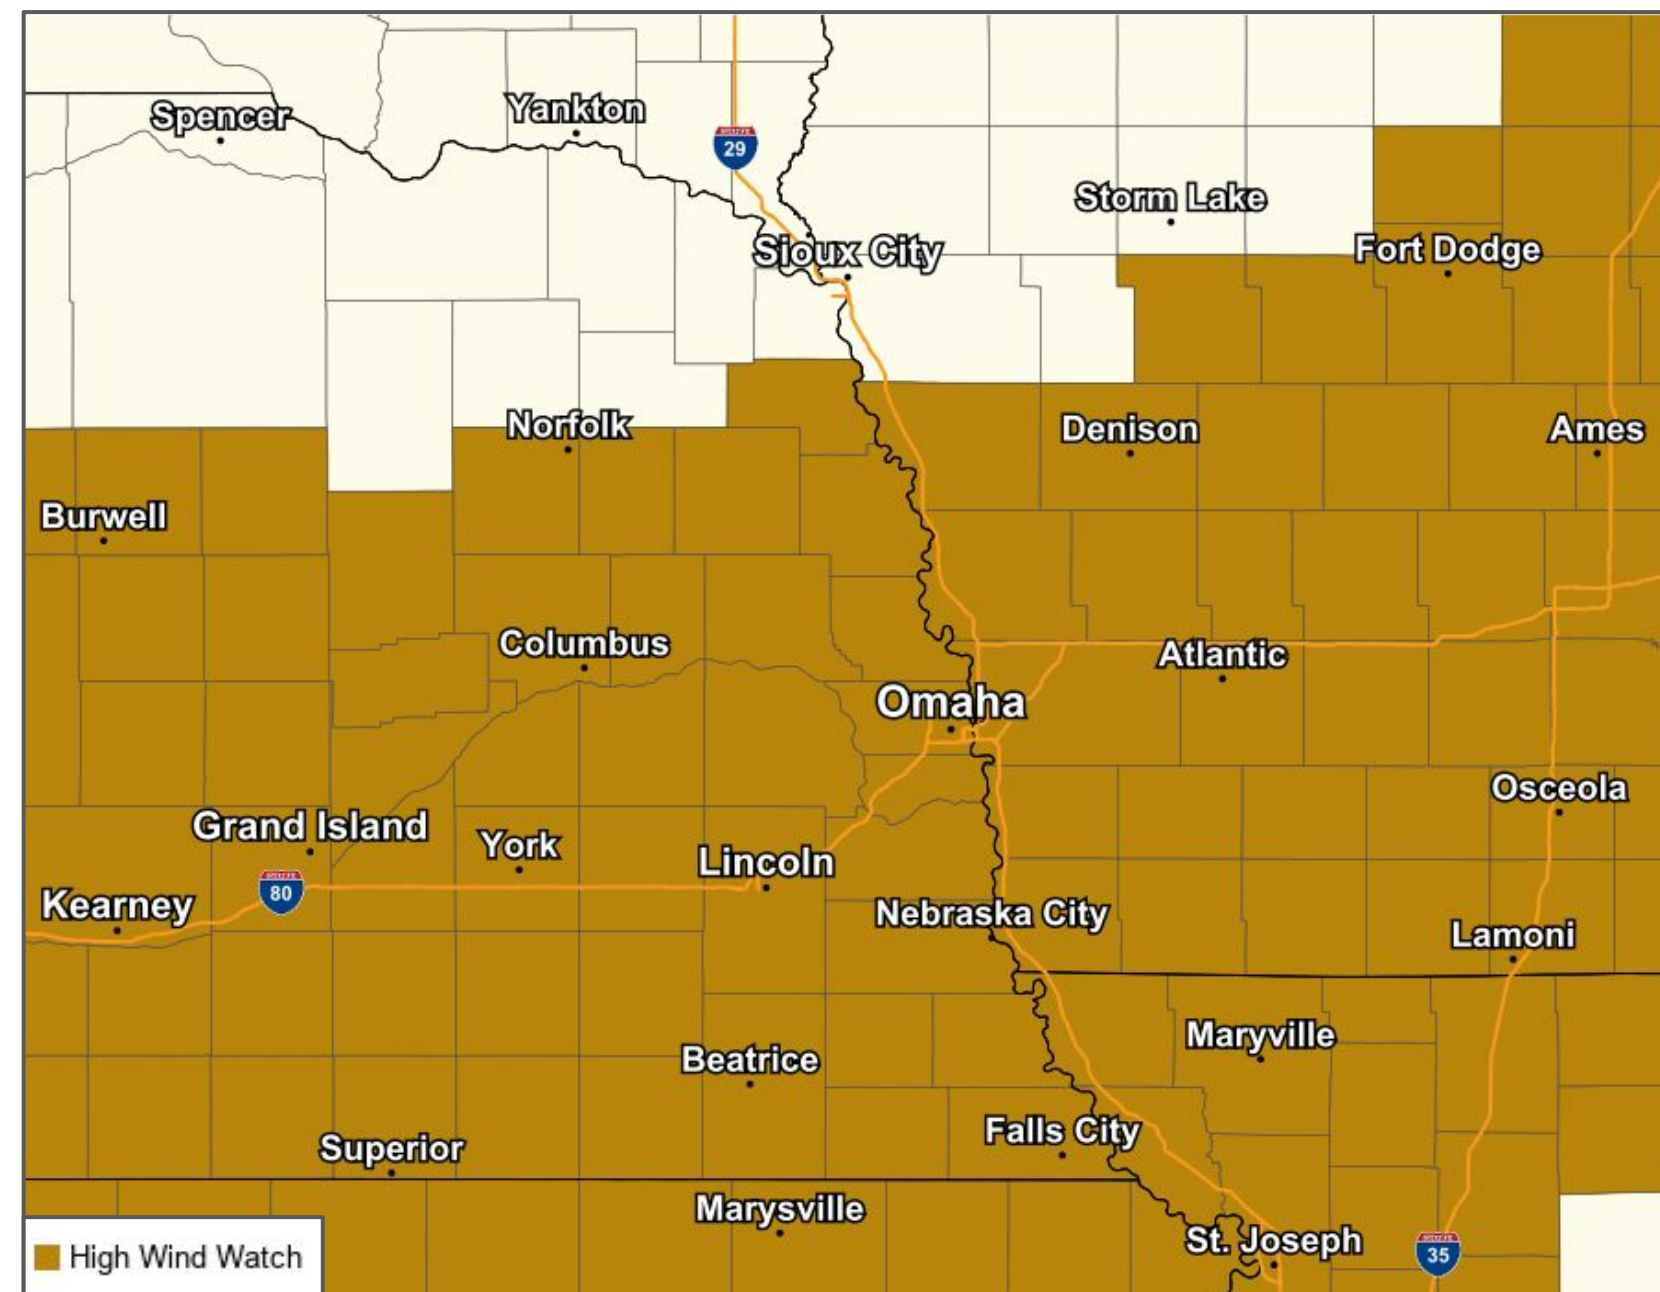 Spencer
Yankton
29
Storm Lake
Sioux City
Fort Dodge
Norfolk
Denison
Ames
Burwell
Columbus
Atlantic
Omaha
Osceola
Grand Island
York
Lincoln
80
Kearney
Nebraska City
Lamoni
Maryville
Beatrice
Falls City
Superior
Marysville
St. Joseph
35
High Wind Watch